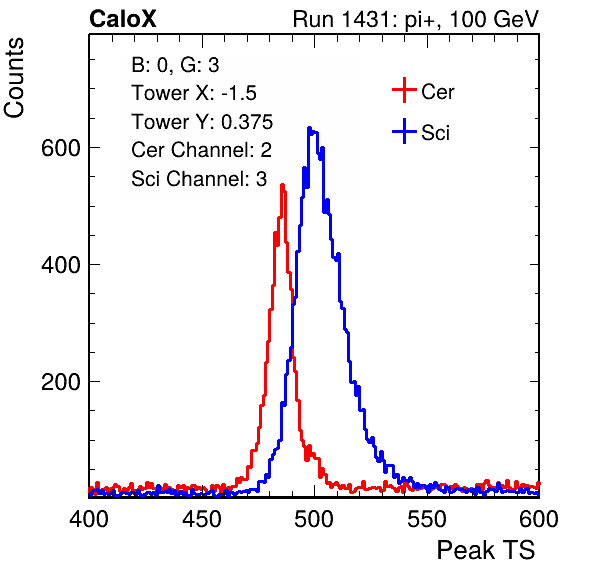 CaloX Run 1431: pi+, 100 GeV
Counts
B: 0, G: 3
Tower X: -1.5
Tower Y: 0.375
Cer Channel: 2
Sci Channel: 3
Cer
Sci
600
400
200
400 450 500 550 600
Peak TS